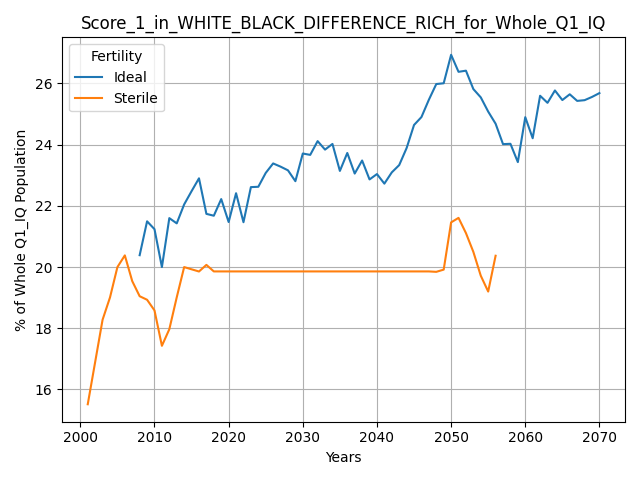 Score_1_in_WHITE_BLACK_DIFFERENCE_RICH_for_Whole_Q1_IQ
Fertility
Ideal
Sterile
% of Whole Q1_IQ Population
26
24
22
20
18
16
2000 2010 2020 2030 2040 2050 2060 2070
Years